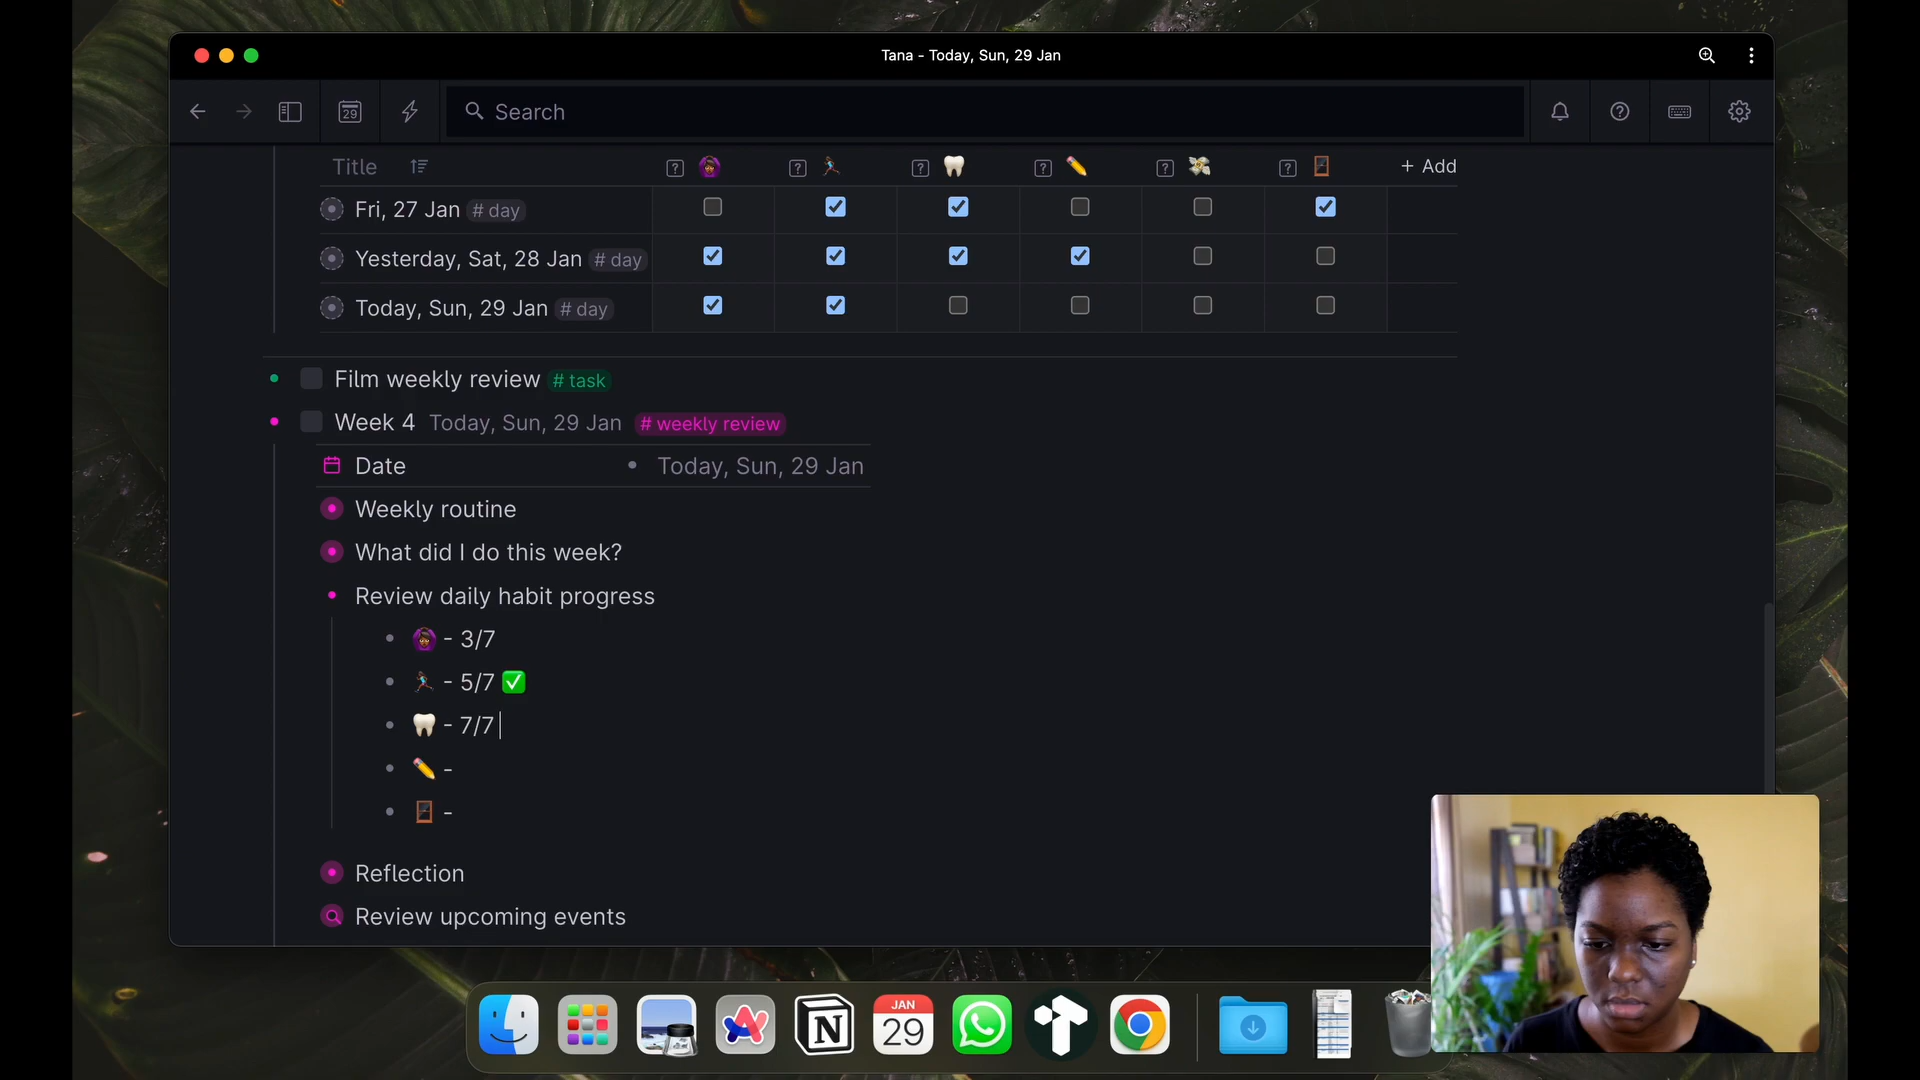 Tana - Today, Sun, 29 Jan
29
Search
Title
+ Add
Fri, 27 Jan # day
Yesterday, Sat, 28 Jan # day
Today, Sun, 29 Jan # day
Film weekly review # task
Week 4 Today, Sun, 29 Jan # weekly review
Date Today, Sun, 29 Jan
Weekly routine
What did I do this week?
Review daily habit progress
- 3/7
- 5/7
- 7/7
-
-
Reflection
Review upcoming events
JAN
29